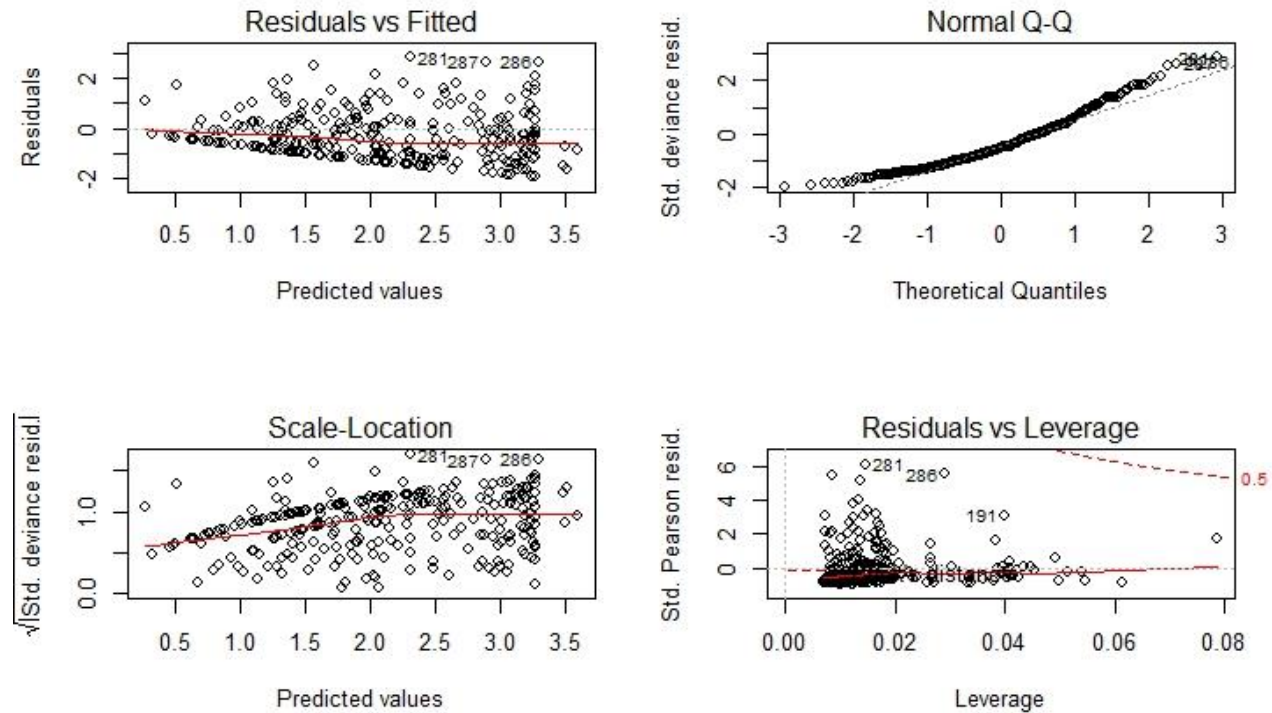 Residuals vs Fitted
Residuals
2
0
-2
281
287
286
0.5 1.0 1.5 2.0 2.5 3.0 3.5
Predicted values
Normal Q-Q
Std. deviance resid.
2
0
-2
-3 -2 -1 0 1 2 3
Theoretical Quantiles
Scale-Location
√|Std. deviance resid.|
1.0
0.0
281
287
286
0.5 1.0 1.5 2.0 2.5 3.0 3.5
Predicted values
Residuals vs Leverage
Std. Pearson resid.
6
4
2
0
281
286
191
0.5
0.00 0.02 0.04 0.06 0.08
Leverage